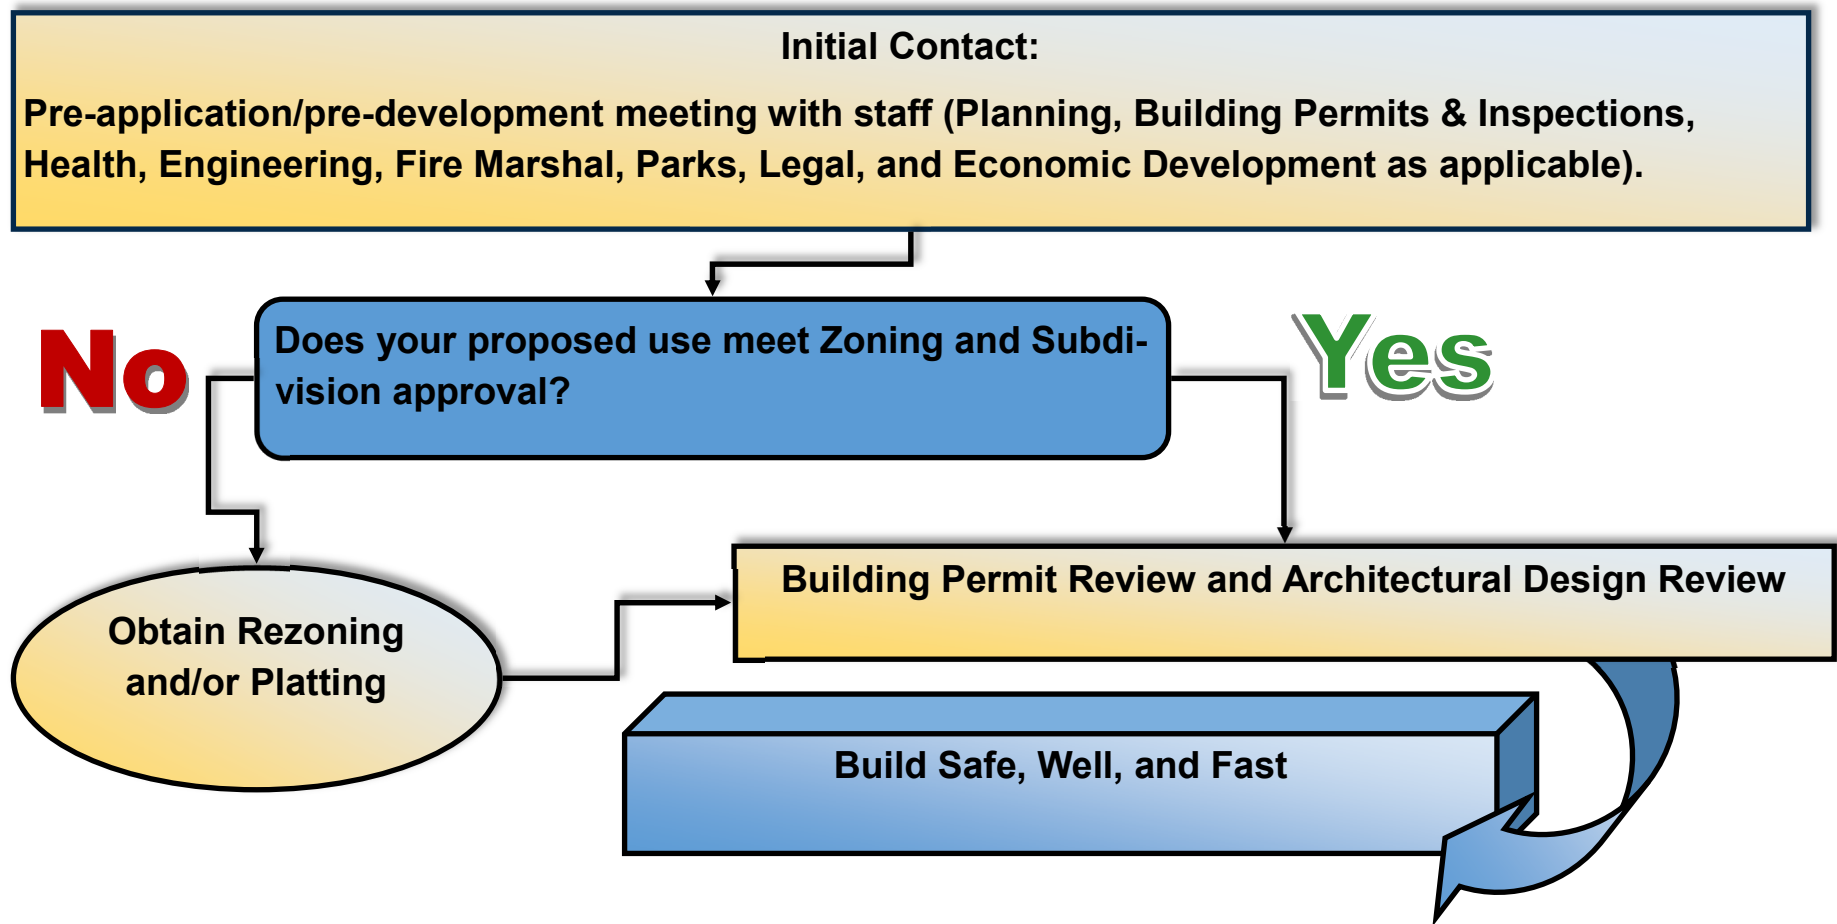 Initial Contact:
Pre-application/pre-development meeting with staff (Planning, Building Permits & Inspections,
Health, Engineering, Fire Marshal, Parks, Legal, and Economic Development as applicable).
No
Does your proposed use meet Zoning and Subdi-
vision approval?
Yes
Building Permit Review and Architectural Design Review
Obtain Rezoning
and/or Platting
Build Safe, Well, and Fast